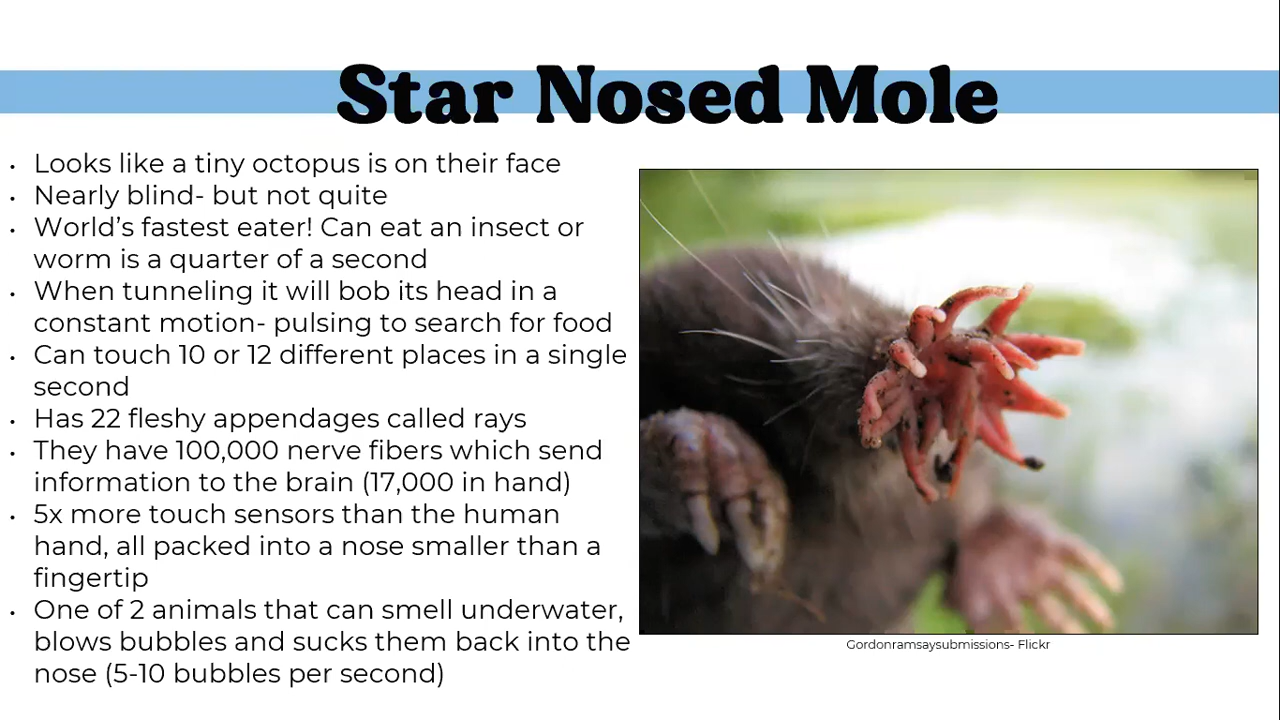 Star Nosed Mole
• Looks like a tiny octopus is on their face
• Nearly blind- but not quite
• World’s fastest eater! Can eat an insect or
worm is a quarter of a second
• When tunneling it will bob its head in a
constant motion- pulsing to search for food
• Can touch 10 or 12 different places in a single
second
• Has 22 fleshy appendages called rays
• They have 100,000 nerve fibers which send
information to the brain (17,000 in hand)
• 5x more touch sensors than the human
hand, all packed into a nose smaller than a
fingertip
• One of 2 animals that can smell underwater,
blows bubbles and sucks them back into the
nose (5-10 bubbles per second)
Gordonramsaysubmissions- Flickr